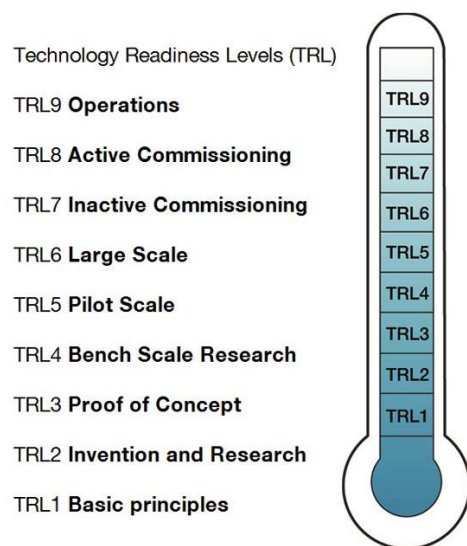 Technology Readiness Levels (TRL)
TRL9 Operations
TRL8 Active Commissioning
TRL7 Inactive Commissioning
TRL6 Large Scale
TRL5 Pilot Scale
TRL4 Bench Scale Research
TRL3 Proof of Concept
TRL2 Invention and Research
TRL1 Basic principles
TRL9
TRL8
TRL7
TRL6
TRL5
TRL4
TRL3
TRL2
TRL1